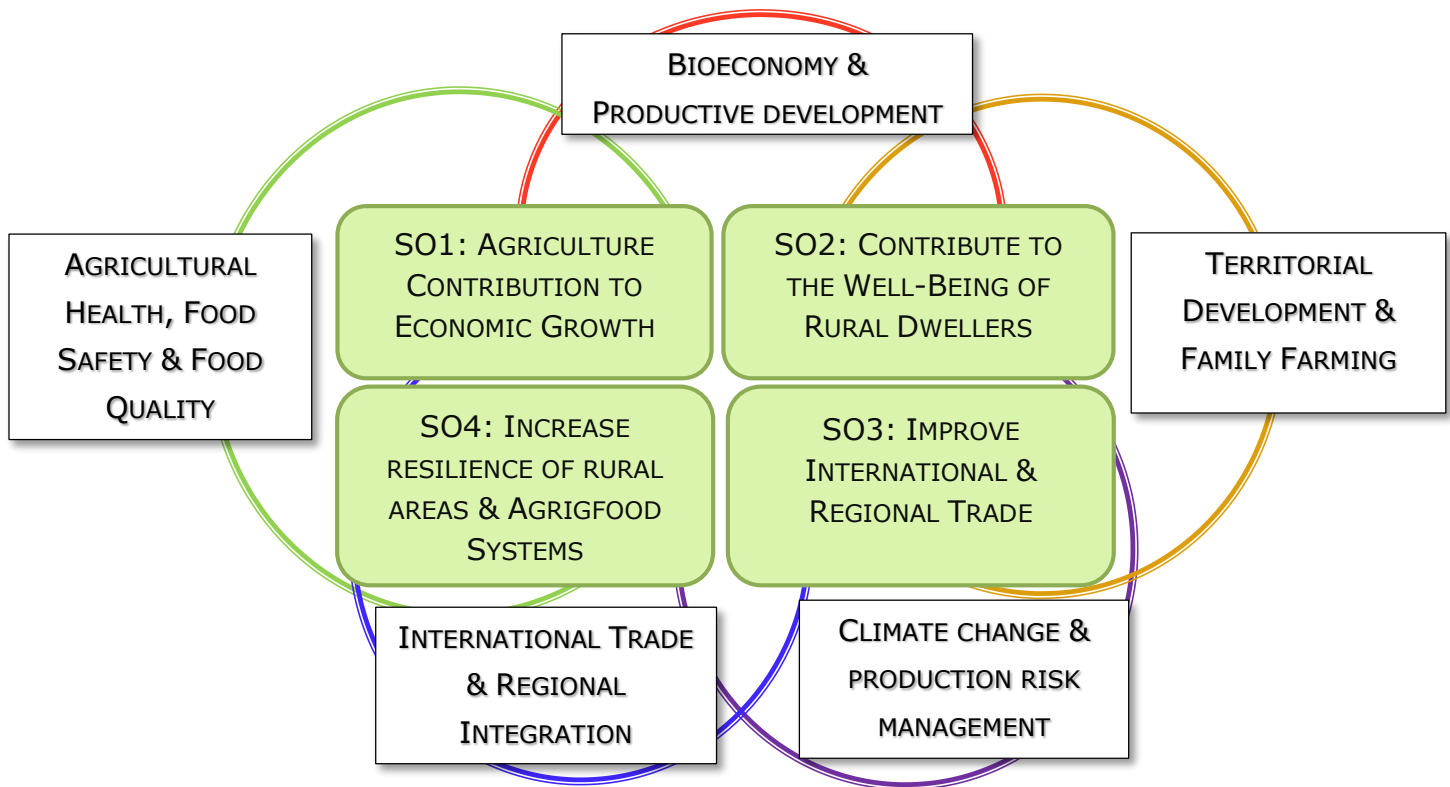 BIOECONOMY &
PRODUCTIVE DEVELOPMENT
AGRICULTURAL
HEALTH, FOOD
SAFETY & FOOD
QUALITY
SO1: AGRICULTURE
CONTRIBUTION TO
ECONOMIC GROWTH
SO2: CONTRIBUTE TO
THE WELL-BEING OF
RURAL DWELLERS
TERRITORIAL
DEVELOPMENT &
FAMILY FARMING
SO4: INCREASE
RESILIENCE OF RURAL
AREAS & AGRIGFOOD
SYSTEMS
SO3: IMPROVE
INTERNATIONAL &
REGIONAL TRADE
INTERNATIONAL TRADE
& REGIONAL
INTEGRATION
CLIMATE CHANGE &
PRODUCTION RISK
MANAGEMENT